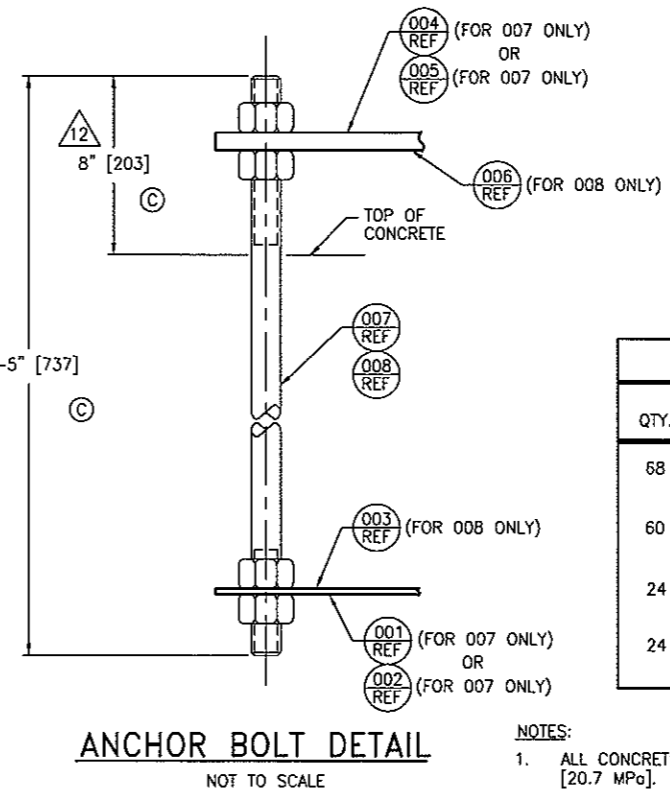 004
REF (FOR 007 ONLY)
OR
005
REF (FOR 007 ONLY)
12
8" [203]
C
006
REF (FOR 008 ONLY)
TOP OF
CONCRETE
007
REF
008
REF
-5" [737]
C
QTY.
68
60
24
24
003
REF (FOR 008 ONLY)
001
REF (FOR 007 ONLY)
OR
002
REF (FOR 007 ONLY)
ANCHOR BOLT DETAIL
NOT TO SCALE
NOTES:
1. ALL CONCRET
[20.7 MPa].